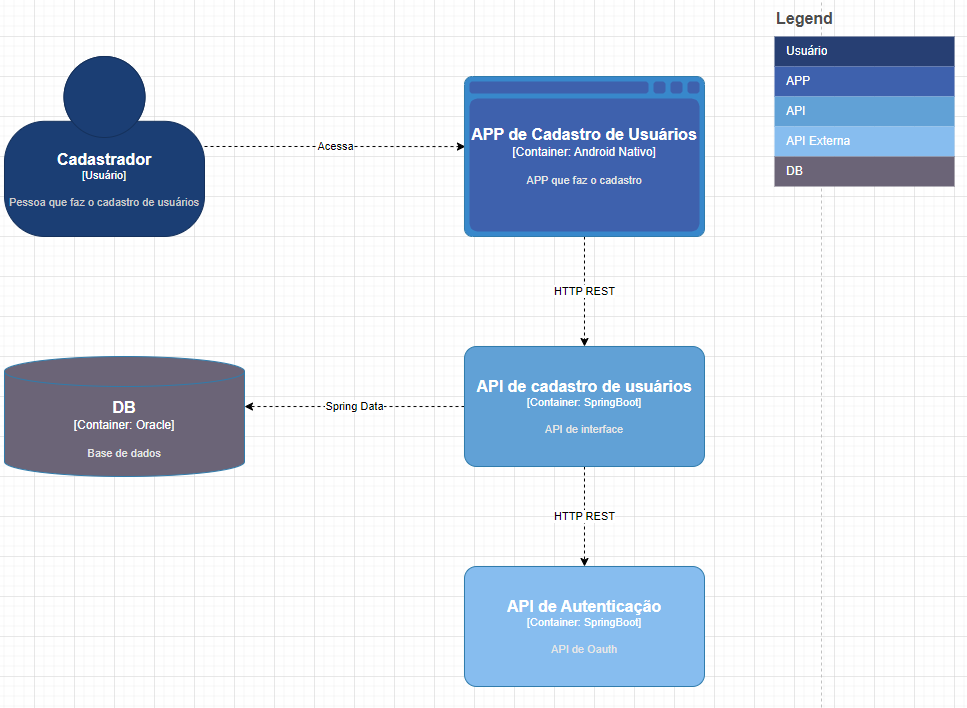 Legend
Usuário
APP
API
API Externa
DB
Cadastrador
[Usuário]
Pessoa que faz o cadastro de usuários
Acessa
APP de Cadastro de Usuários
[Container: Android Nativo]
APP que faz o cadastro
HTTP REST
API de cadastro de usuários
[Container: SpringBoot]
API de interface
Spring Data
DB
[Container: Oracle]
Base de dados
HTTP REST
API de Autenticação
[Container: SpringBoot]
API de Oauth